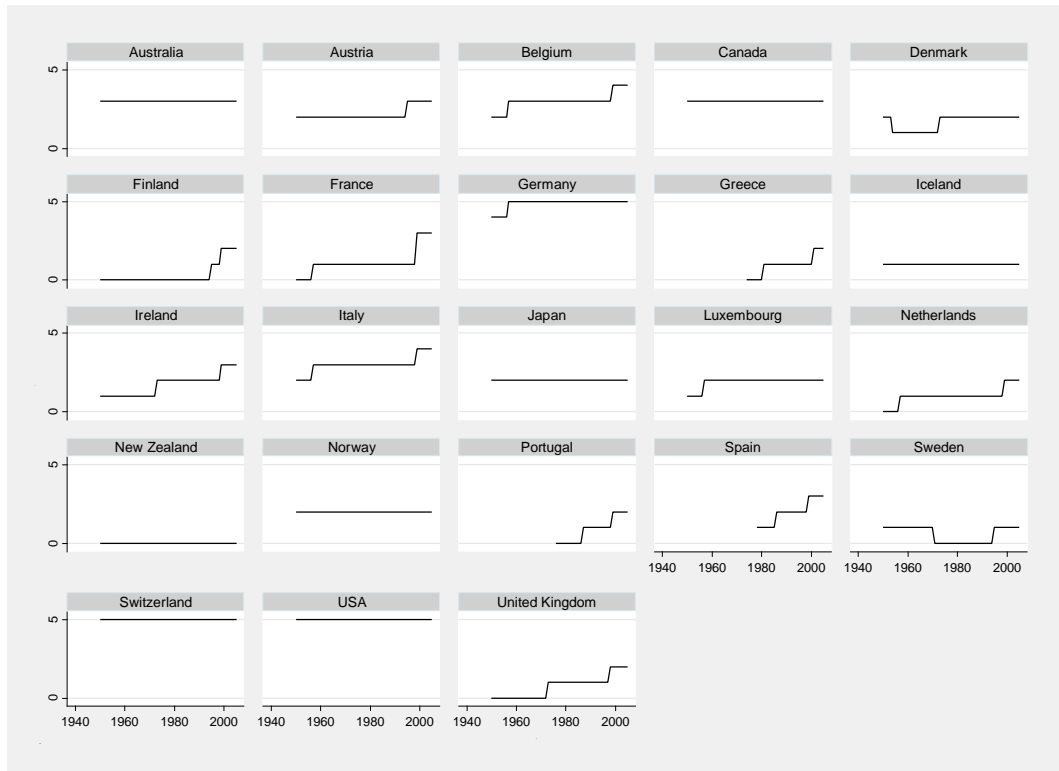 Australia Austria Belgium Canada Denmark
5
0
Finland France Germany Greece Iceland
5
0
Ireland Italy Japan Luxembourg Netherlands
5
0
New Zealand Norway Portugal Spain Sweden
5
0
1940 1960 1980 2000 1940 1960 1980 2000
Switzerland USA United Kingdom
5
0
1940 1960 1980 2000 1940 1960 1980 2000 1940 1960 1980 2000